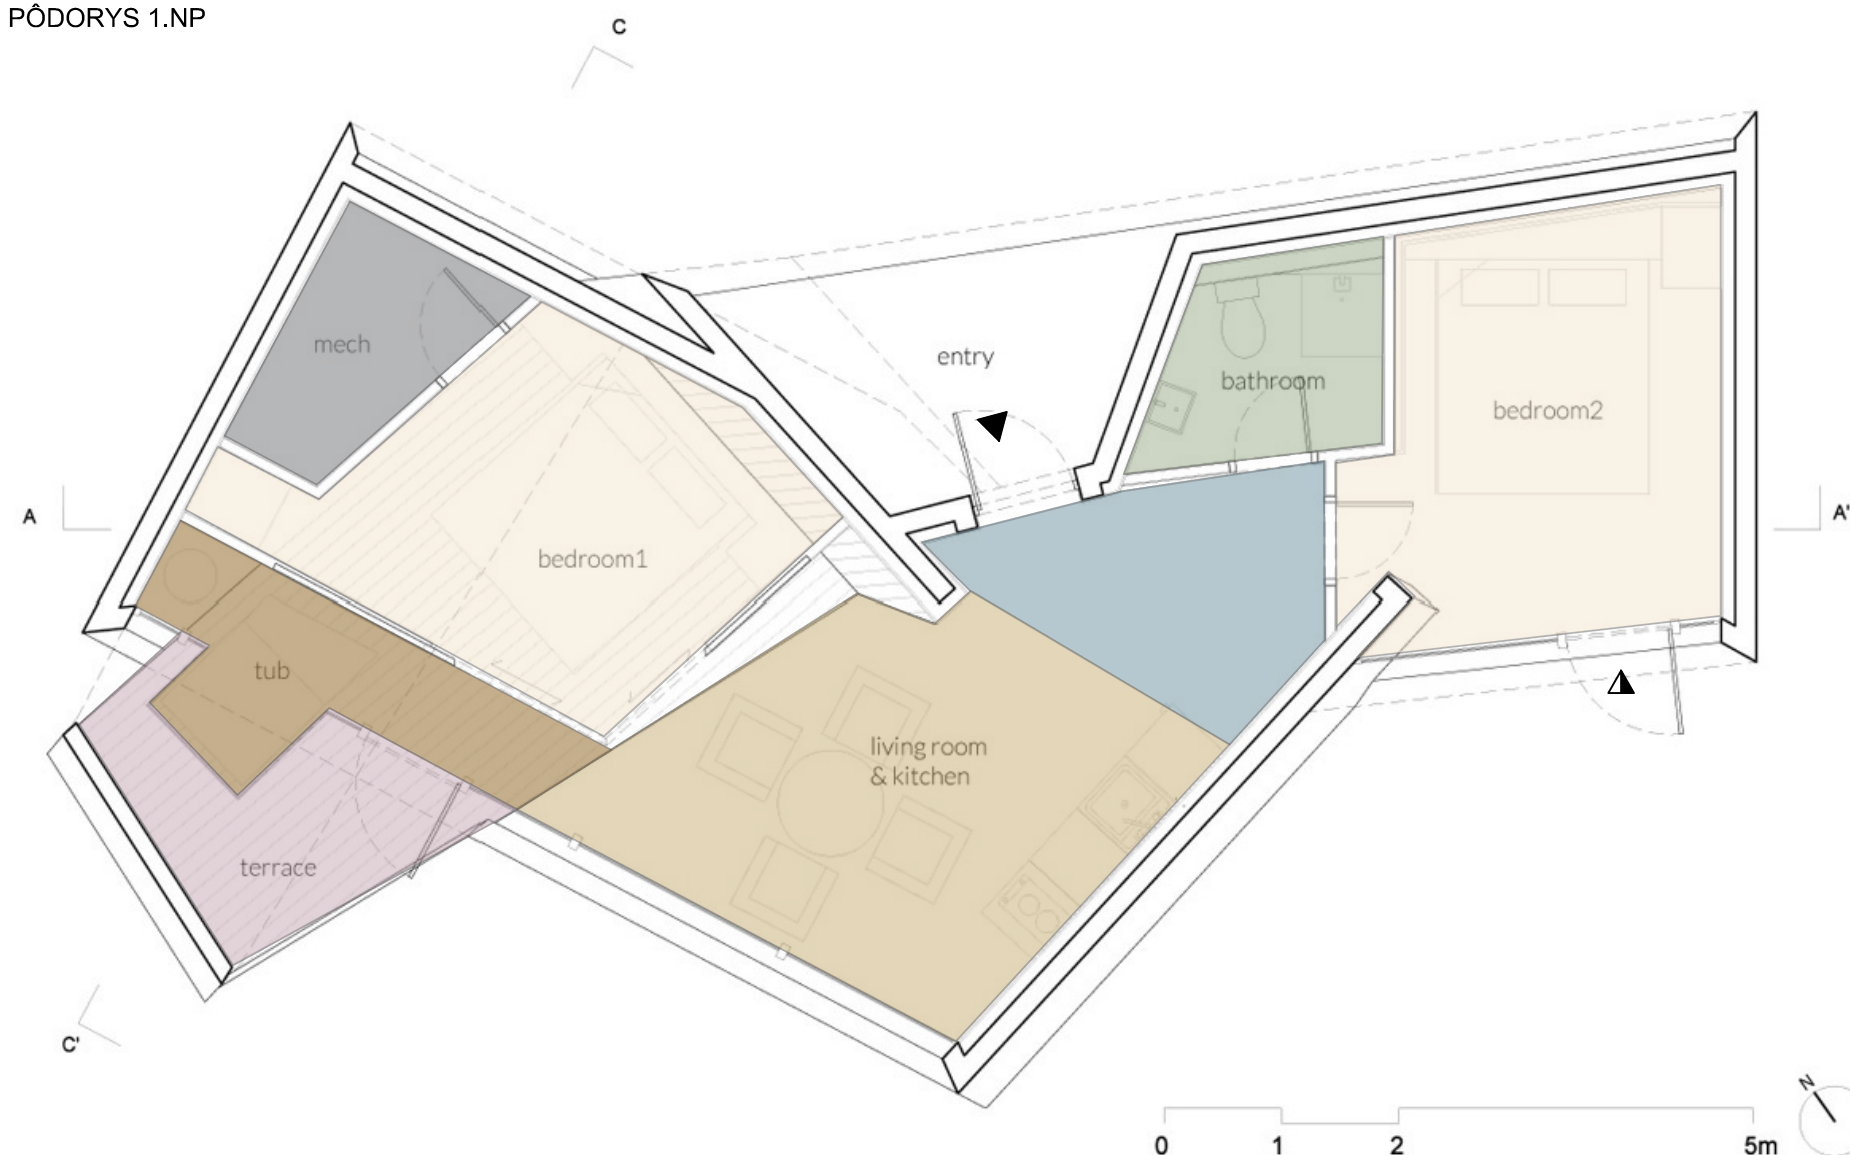 PÔDORYS 1.NP
C
mech
entry
bathroom
bedroom2
A
A'
bedroom1
tub
living room
& kitchen
terrace
C'
N
0 1 2 5m